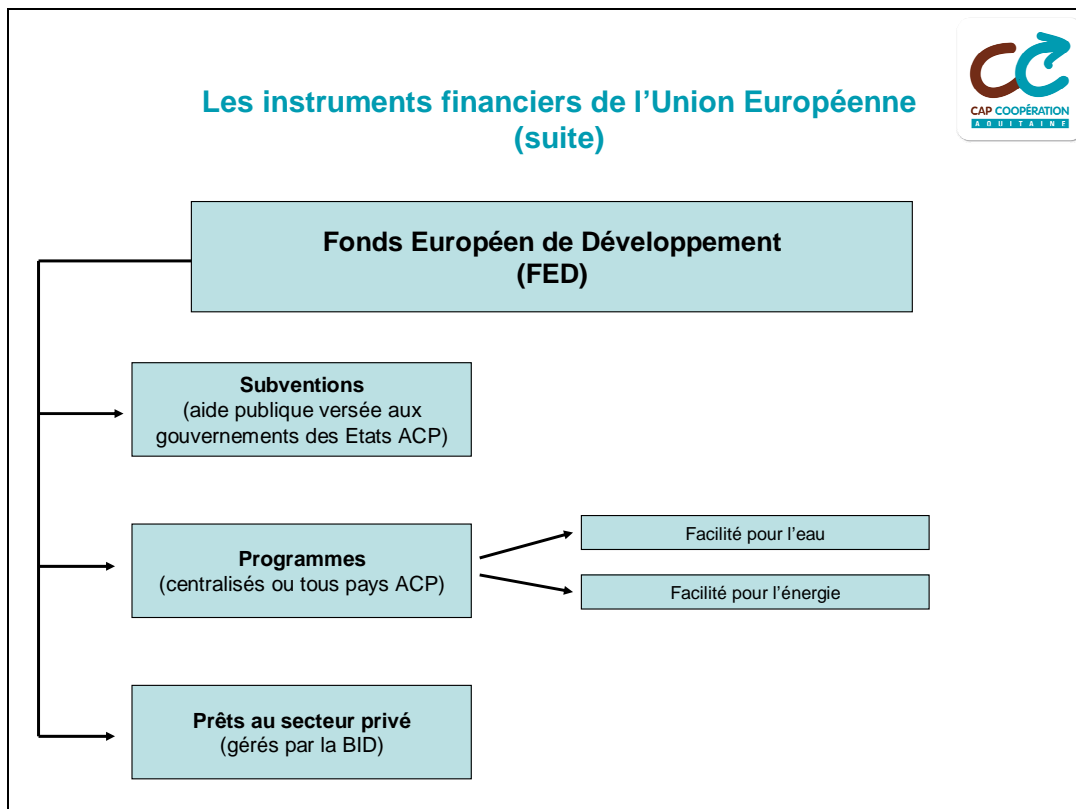 Les instruments financiers de l'Union Européenne
(suite)
CAP COOPÉRATION
AQUITAINE
Fonds Européen de Développement
(FED)
Subventions
(aide publique versée aux
gouvernements des Etats ACP)
Programmes
(centralisés ou tous pays ACP)
Facilité pour l'eau
Facilité pour l'énergie
Prêts au secteur privé
(gérés par la BID)